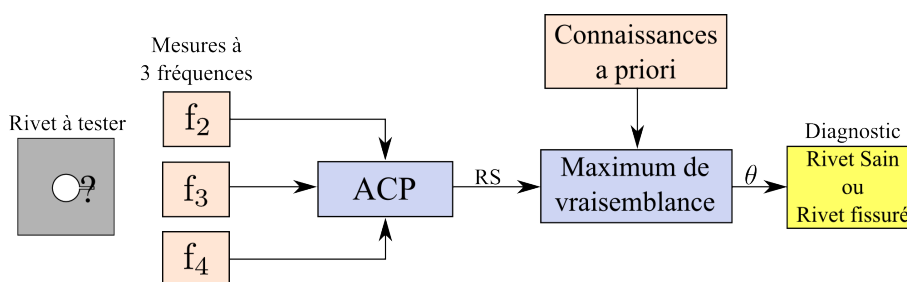 Rivet à tester
?
Mesures à
3 fréquences
f2
f3
f4
ACP
RS
Connaissances
a priori
Maximum de
vraisemblance
θ
Diagnostic
Rivet Sain
ou
Rivet fissuré